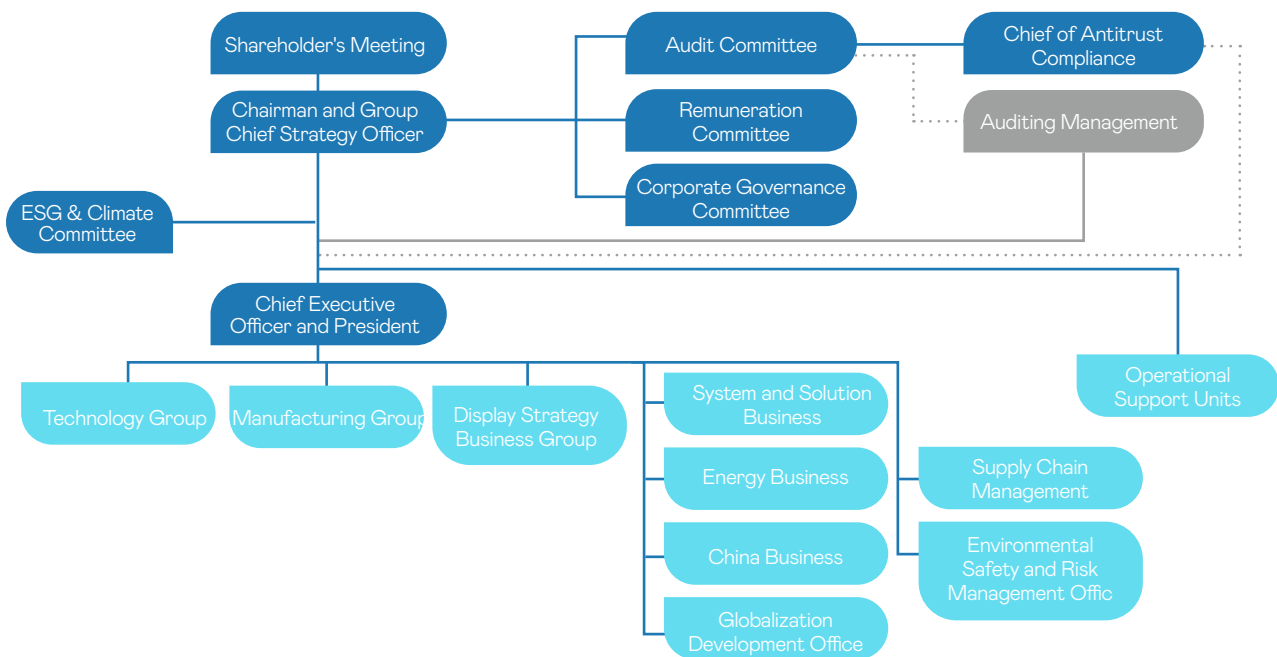 Shareholder's Meeting
Audit Committee
Chief of Antitrust
Compliance
Chairman and Group
Chief Strategy Officer
Remuneration
Committee
Auditing Management
Corporate Governance
Committee
ESG & Climate
Committee
Chief Executive
Officer and President
Operational
Support Units
Technology Group
Manufacturing Group
Display Strategy
Business Group
System and Solution
Business
Energy Business
China Business
Globalization
Development Office
Supply Chain
Management
Environmental
Safety and Risk
Management Offic